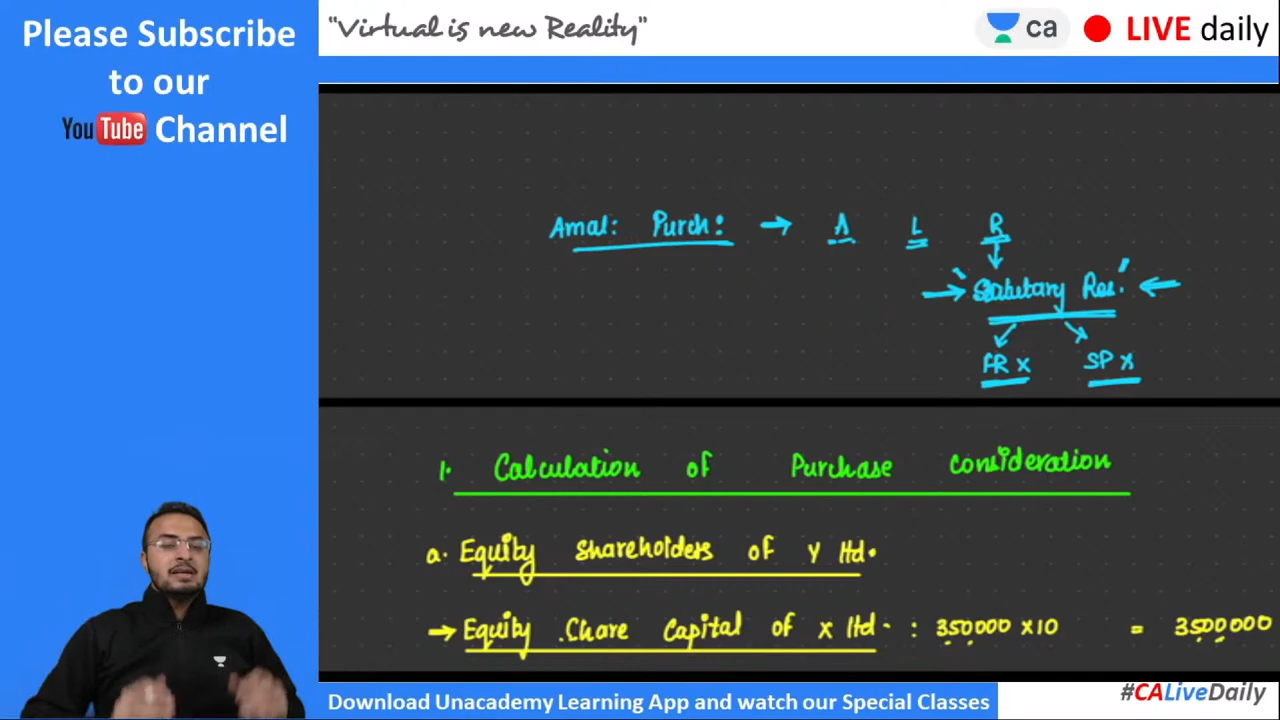 Please Subscribe
to our
YouTube Channel
"Virtual is new Reality"
ca
LIVE daily
Amal: Purch: → A L R
→ "Statutary Res." ←
FR x SP x
1. Calculation of Purchase consideration
a. Equity shareholders of Y ltd.
→ Equity Share Capital of X ltd. : 350000 x 10 = 3500000
Download Unacademy Learning App and watch our Special Classes
#CALiveDaily